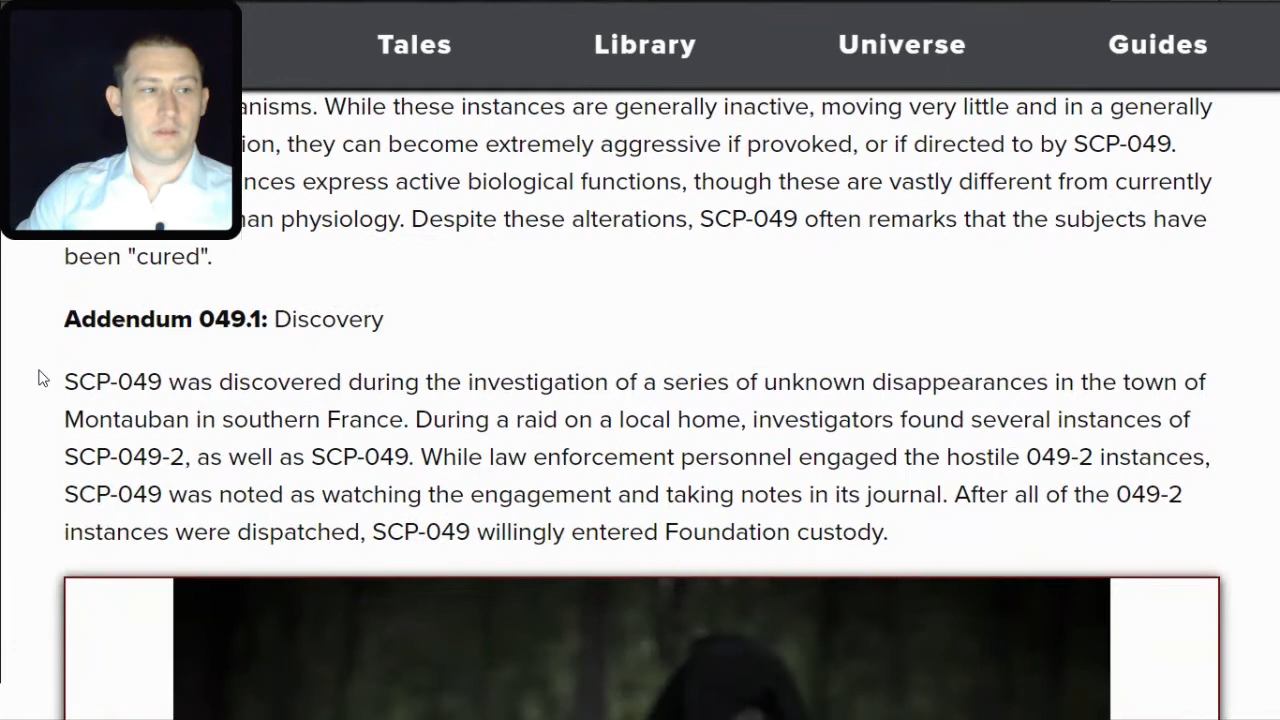 Tales Library Universe Guides
anisms. While these instances are generally inactive, moving very little and in a generally
ion, they can become extremely aggressive if provoked, or if directed to by SCP-049.
nces express active biological functions, though these are vastly different from currently
an physiology. Despite these alterations, SCP-049 often remarks that the subjects have
been "cured".
Addendum 049.1: Discovery
SCP-049 was discovered during the investigation of a series of unknown disappearances in the town of
Montauban in southern France. During a raid on a local home, investigators found several instances of
SCP-049-2, as well as SCP-049. While law enforcement personnel engaged the hostile 049-2 instances,
SCP-049 was noted as watching the engagement and taking notes in its journal. After all of the 049-2
instances were dispatched, SCP-049 willingly entered Foundation custody.